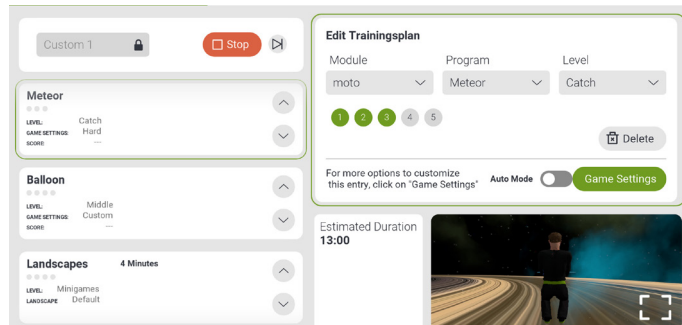 Custom 1
Stop
Meteor
LEVEL: Catch
GAME SETTINGS: Hard
SCORE ---
Balloon
LEVEL: Middle
GAME SETTINGS: Custom
SCORE ---
Landscapes 4 Minutes
LEVEL: Minigames
LANDSCAPE Default
Edit Trainingsplan
Module Program Level
moto Meteor Catch
1 2 3 4 5
Delete
For more options to customize
this entry, click on "Game Settings"
Auto Mode
Game Settings
Estimated Duration
13:00